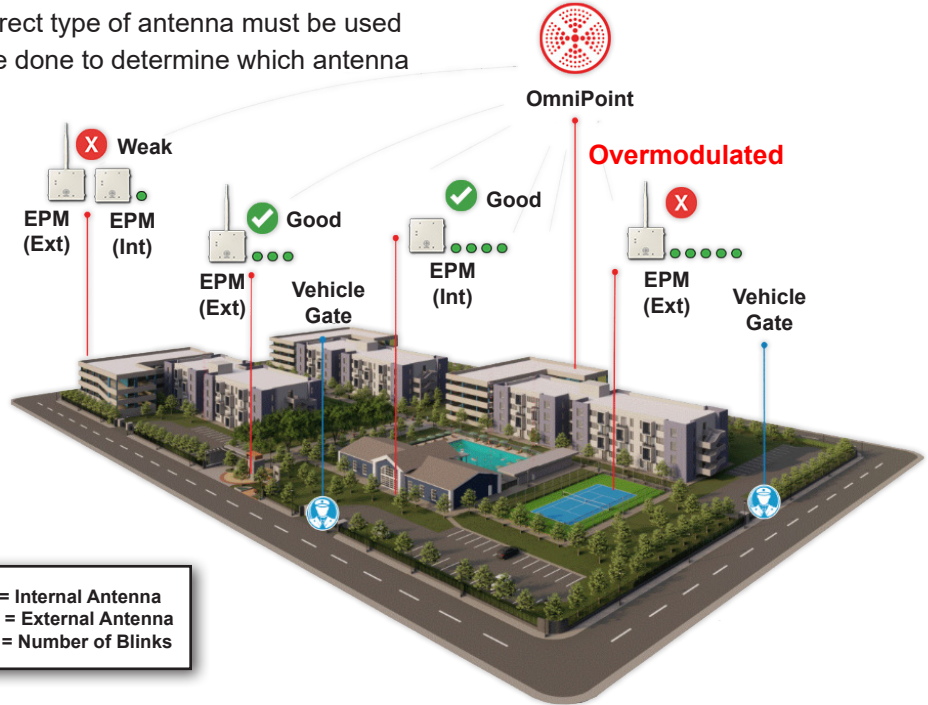 rect type of antenna must be used
e done to determine which antenna
OmniPoint
Overmodulated
X Weak
EPM
(Ext)
EPM
(Int)
Good
EPM
(Ext)
Good
EPM
(Int)
X
EPM
(Ext)
Vehicle
Gate
Vehicle
Gate
= Internal Antenna
= External Antenna
= Number of Blinks